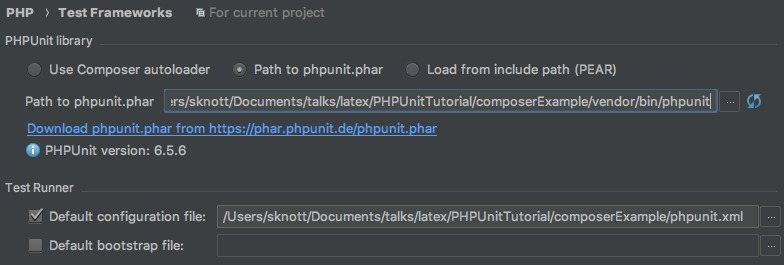 PHP › Test Frameworks For current project
PHPUnit library
Use Composer autoloader Path to phpunit.phar Load from include path (PEAR)
Path to phpunit.phar ers/sknott/Documents/talks/latex/PHPUnitTutorial/composerExample/vendor/bin/phpunit ...
Download phpunit.phar from https://phar.phpunit.de/phpunit.phar
PHPUnit version: 6.5.6
Test Runner
Default configuration file: /Users/sknott/Documents/talks/latex/PHPUnitTutorial/composerExample/phpunit.xml ...
Default bootstrap file: ...